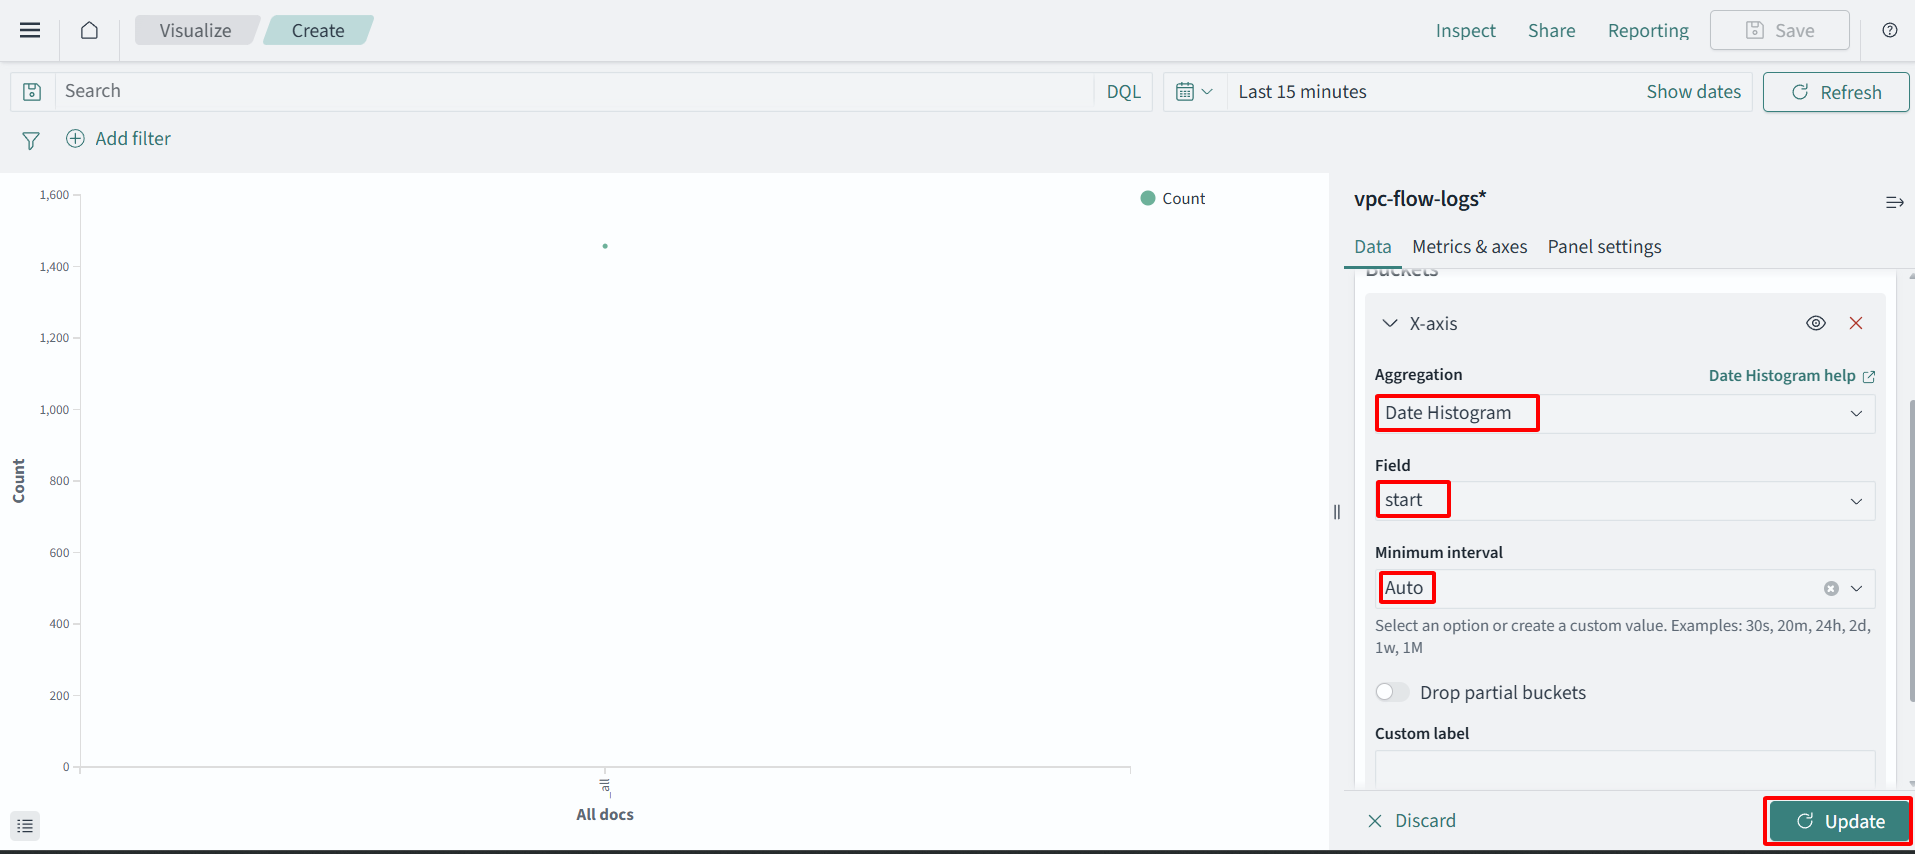 Visualize Create Inspect Share Reporting Save
Search DQL Last 15 minutes Show dates Refresh
Add filter
1,600
1,400
1,200
1,000
800
600
400
200
0
Count
_all
All docs
Count
vpc-flow-logs*
Data Metrics & axes Panel settings
Buckets
X-axis
Aggregation Date Histogram help
Date Histogram
Field
start
Minimum interval
Auto
Select an option or create a custom value. Examples: 30s, 20m, 24h, 2d,
1w, 1M
Drop partial buckets
Custom label
Discard Update